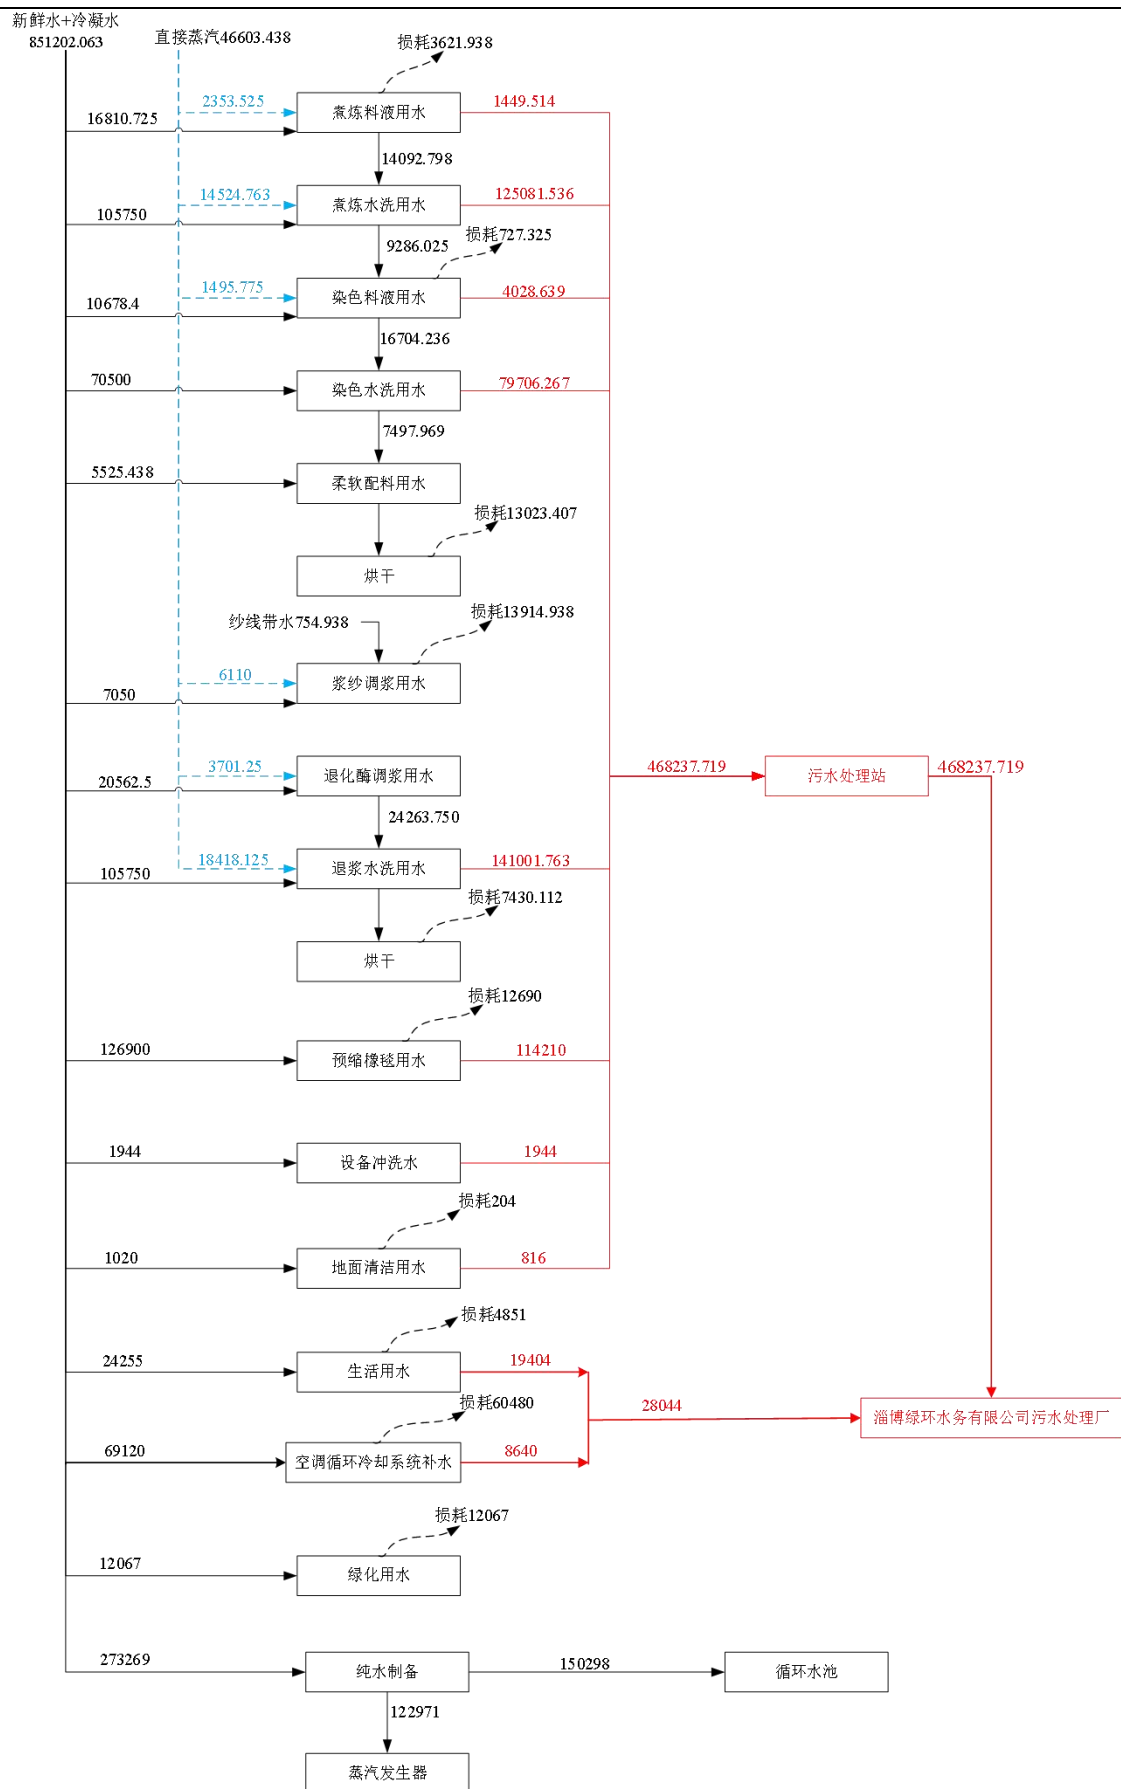 新鲜水+冷凝水
851202.063
直接蒸汽46603.438
损耗3621.938
2353.525
煮炼料液用水
1449.514
16810.725
14092.798
14524.763
煮炼水洗用水
125081.536
105750
9286.025
损耗727.325
1495.775
染色料液用水
4028.639
10678.4
16704.236
70500
染色水洗用水
79706.267
7497.969
5525.438
柔软配料用水
损耗13023.407
烘干
纱线带水754.938
损耗13914.938
6110
浆纱调浆用水
7050
3701.25
退化酶调浆用水
468237.719
污水处理站
468237.719
20562.5
24263.750
18418.125
退浆水洗用水
141001.763
105750
损耗7430.112
烘干
损耗12690
126900
预缩橡毯用水
114210
1944
设备冲洗水
1944
损耗204
1020
地面清洁用水
816
损耗4851
24255
生活用水
19404
损耗60480
28044
淄博绿环水务有限公司污水处理厂
69120
空调循环冷却系统补水
8640
损耗12067
12067
绿化用水
273269
纯水制备
150298
循环水池
122971
蒸汽发生器